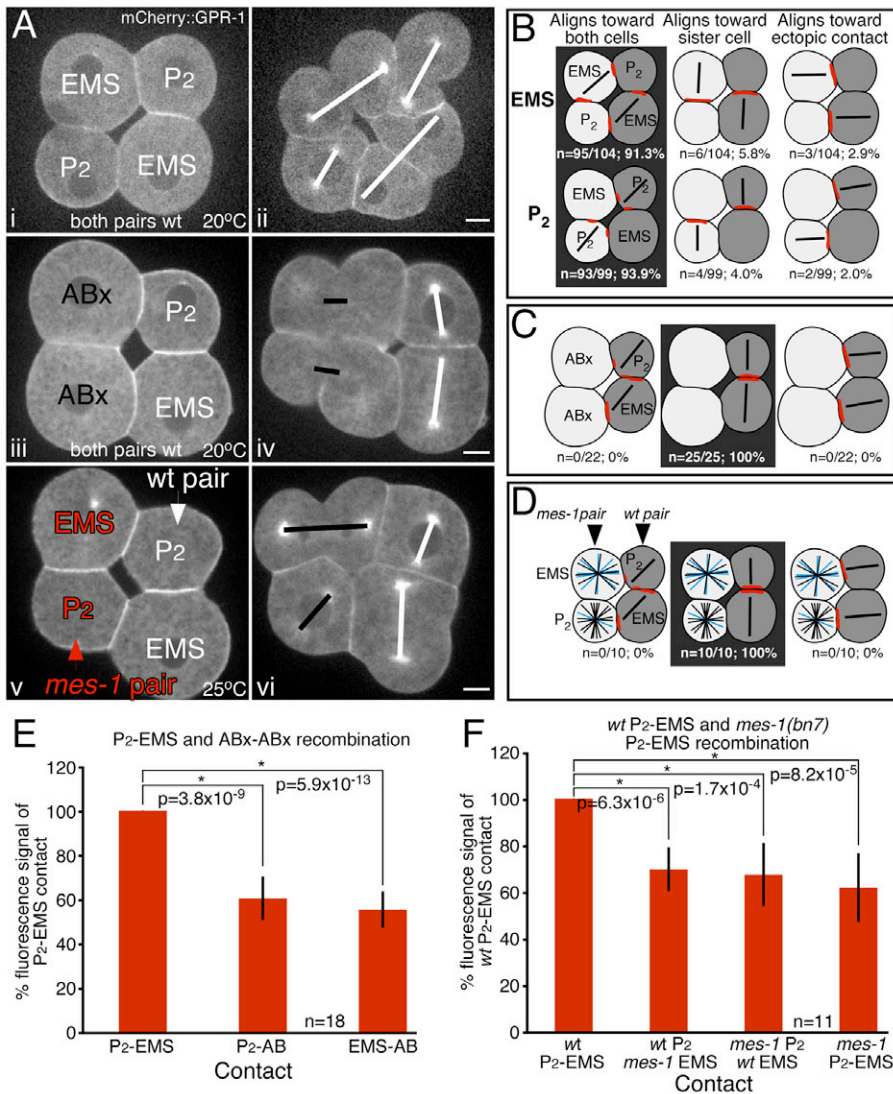 A
mCherry::GPR-1
EMS
P2
P2
EMS
i
both pairs wt
20ºC
ii
ABx
P2
ABx
EMS
iii
both pairs wt
20ºC
iv
wt pair
EMS
P2
P2
EMS
v
mes-1 pair
25ºC
vi
B
Aligns toward both cells
Aligns toward sister cell
Aligns toward ectopic contact
EMS
EMS
P2
P2
EMS
n=95/104; 91.3%
n=6/104; 5.8%
n=3/104; 2.9%
P2
EMS
P2
P2
EMS
n=93/99; 93.9%
n=4/99; 4.0%
n=2/99; 2.0%
C
ABx
P2
ABx
EMS
n=0/22; 0%
n=25/25; 100%
n=0/22; 0%
D
mes-1pair
wt pair
EMS
P2
P2
EMS
n=0/10; 0%
n=10/10; 100%
n=0/10; 0%
E
P2-EMS and ABx-ABx recombination
% fluorescence signal of
P2-EMS contact
120
100
80
60
40
20
0
*
*
p=3.8x10-9
p=5.9x10-13
n=18
P2-EMS
P2-AB
EMS-AB
Contact
F
wt P2-EMS and mes-1(bn7)
P2-EMS recombination
% fluorescence signal of
wt P2-EMS contact
120
100
80
60
40
20
0
*
*
*
p=6.3x10-6
p=1.7x10-4
p=8.2x10-5
n=11
wt
P2-EMS
wt P2
mes-1 EMS
mes-1 P2
wt EMS
mes-1
P2-EMS
Contact